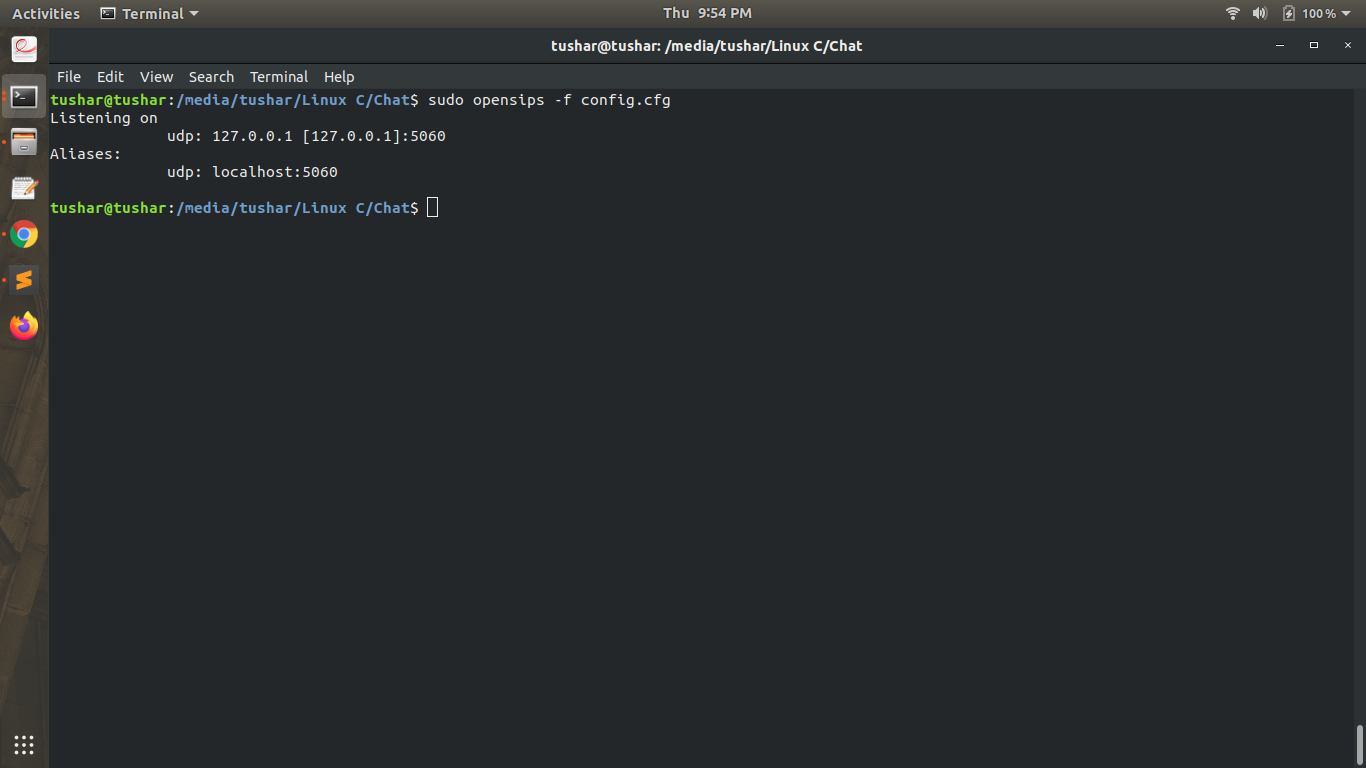 Activities Terminal Thu 9:54 PM 100%
tushar@tushar: /media/tushar/Linux C/Chat
File Edit View Search Terminal Help
tushar@tushar:/media/tushar/Linux C/Chat$ sudo opensips -f config.cfg
Listening on
             udp: 127.0.0.1 [127.0.0.1]:5060
Aliases:
             udp: localhost:5060
tushar@tushar:/media/tushar/Linux C/Chat$